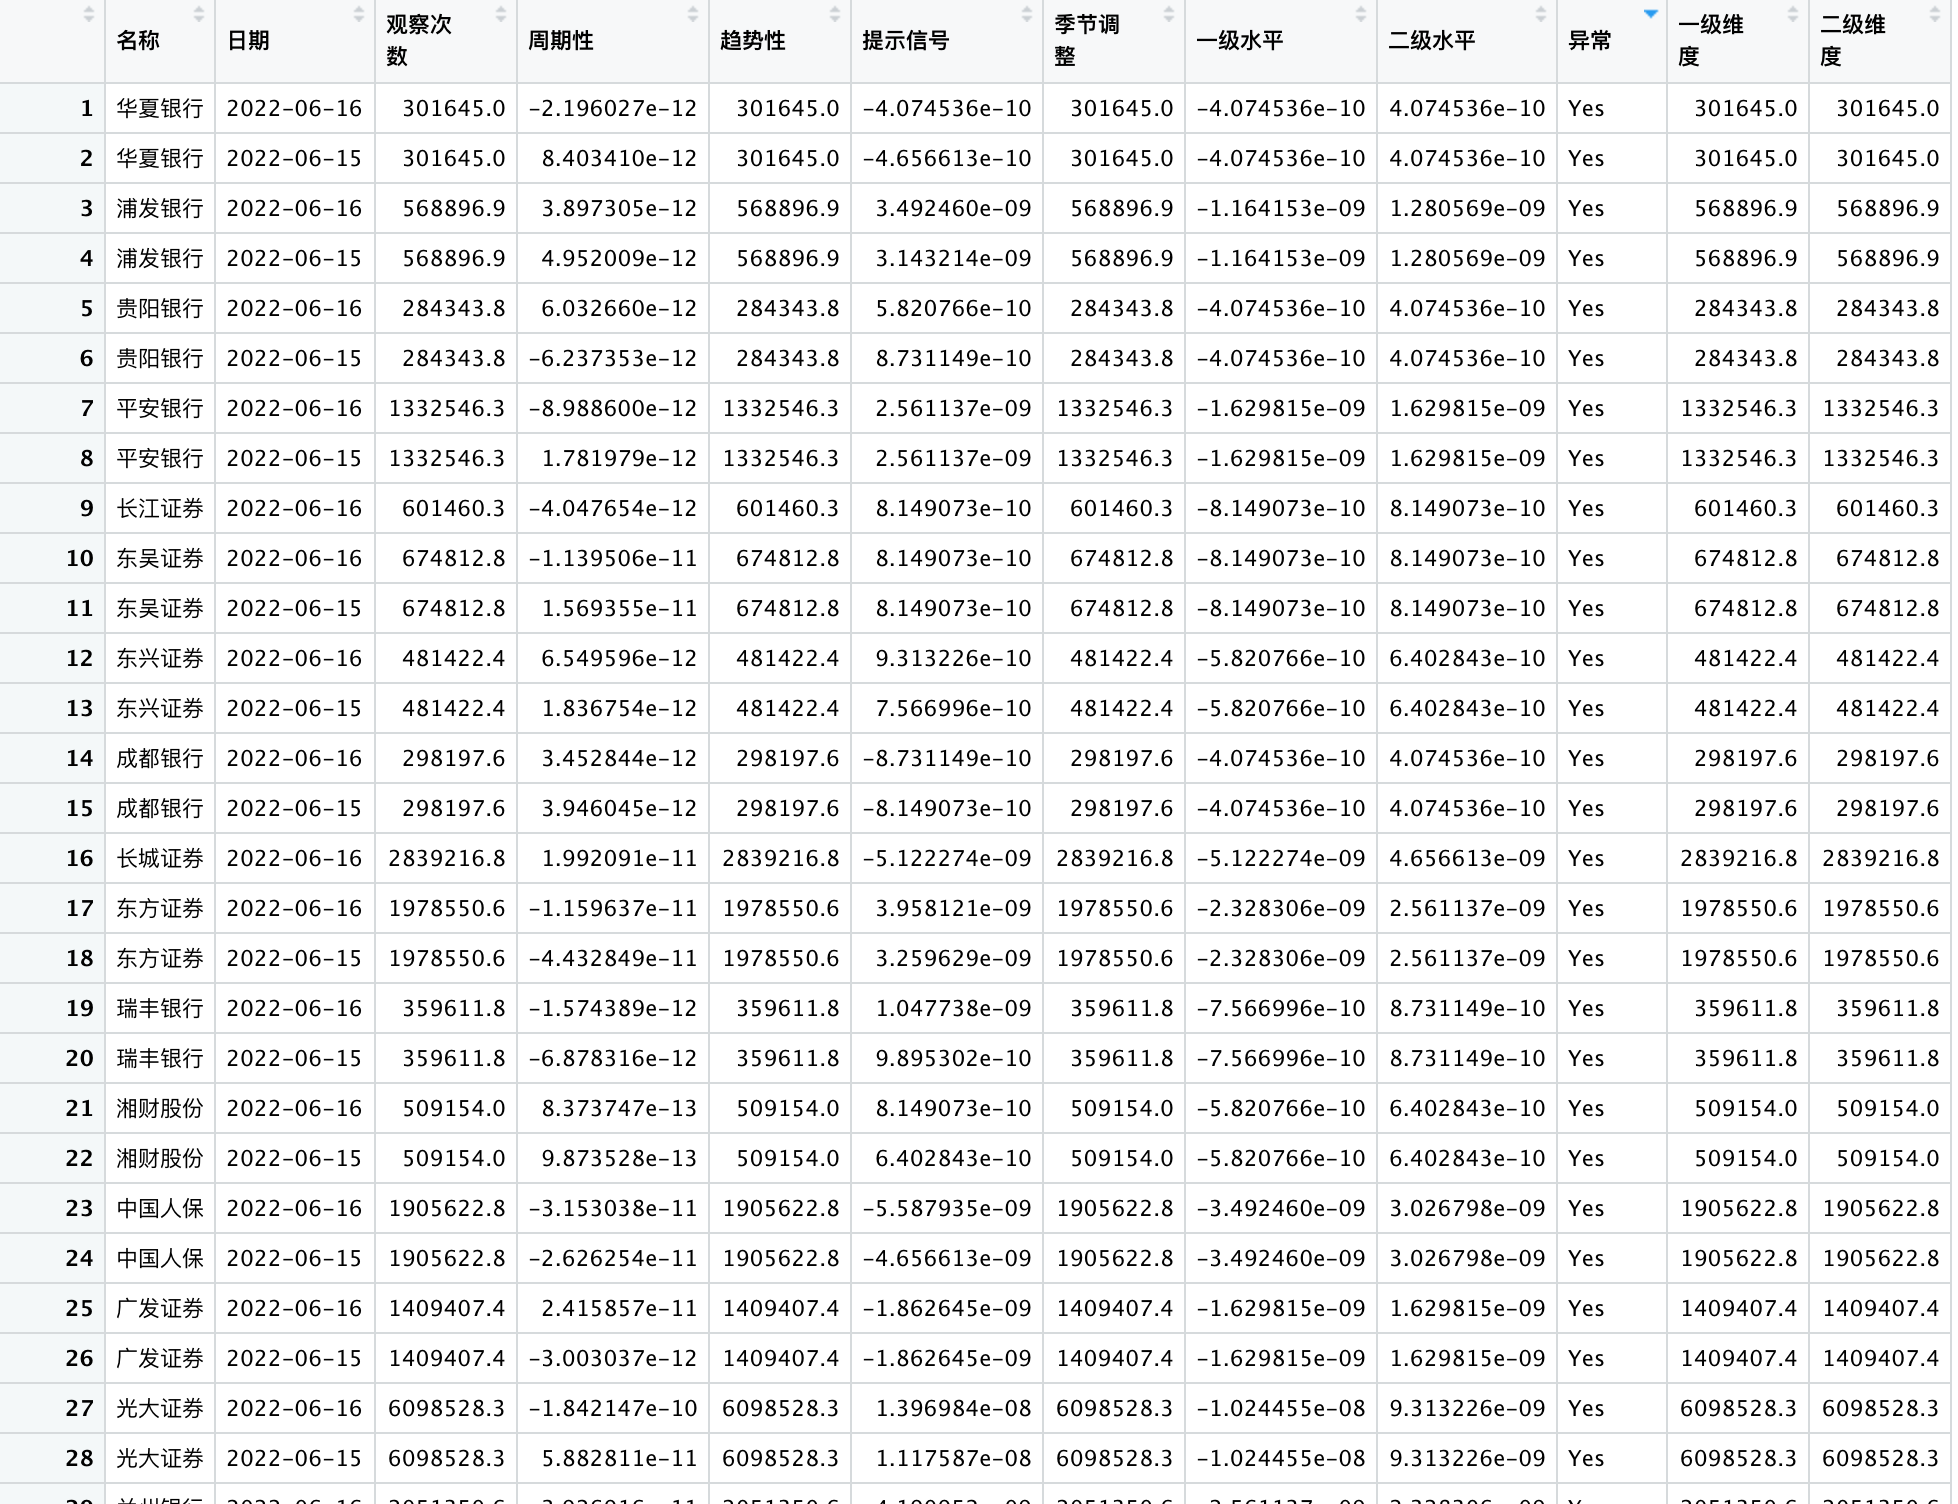 名称 日期 观察次数 周期性 趋势性 提示信号 季节调整 一级水平 二级水平 异常 一级维度 二级维度
1 华夏银行 2022-06-16 301645.0 -2.196027e-12 301645.0 -4.074536e-10 301645.0 -4.074536e-10 4.074536e-10 Yes 301645.0 301645.0
2 华夏银行 2022-06-15 301645.0 8.403410e-12 301645.0 -4.656613e-10 301645.0 -4.074536e-10 4.074536e-10 Yes 301645.0 301645.0
3 浦发银行 2022-06-16 568896.9 3.897305e-12 568896.9 3.492460e-09 568896.9 -1.164153e-09 1.280569e-09 Yes 568896.9 568896.9
4 浦发银行 2022-06-15 568896.9 4.952009e-12 568896.9 3.143214e-09 568896.9 -1.164153e-09 1.280569e-09 Yes 568896.9 568896.9
5 贵阳银行 2022-06-16 284343.8 6.032660e-12 284343.8 5.820766e-10 284343.8 -4.074536e-10 4.074536e-10 Yes 284343.8 284343.8
6 贵阳银行 2022-06-15 284343.8 -6.237353e-12 284343.8 8.731149e-10 284343.8 -4.074536e-10 4.074536e-10 Yes 284343.8 284343.8
7 平安银行 2022-06-16 1332546.3 -8.988600e-12 1332546.3 2.561137e-09 1332546.3 -1.629815e-09 1.629815e-09 Yes 1332546.3 1332546.3
8 平安银行 2022-06-15 1332546.3 1.781979e-12 1332546.3 2.561137e-09 1332546.3 -1.629815e-09 1.629815e-09 Yes 1332546.3 1332546.3
9 长江证券 2022-06-16 601460.3 -4.047654e-12 601460.3 8.149073e-10 601460.3 -8.149073e-10 8.149073e-10 Yes 601460.3 601460.3
10 东吴证券 2022-06-16 674812.8 -1.139506e-11 674812.8 8.149073e-10 674812.8 -8.149073e-10 8.149073e-10 Yes 674812.8 674812.8
11 东吴证券 2022-06-15 674812.8 1.569355e-11 674812.8 8.149073e-10 674812.8 -8.149073e-10 8.149073e-10 Yes 674812.8 674812.8
12 东兴证券 2022-06-16 481422.4 6.549596e-12 481422.4 9.313226e-10 481422.4 -5.820766e-10 6.402843e-10 Yes 481422.4 481422.4
13 东兴证券 2022-06-15 481422.4 1.836754e-12 481422.4 7.566996e-10 481422.4 -5.820766e-10 6.402843e-10 Yes 481422.4 481422.4
14 成都银行 2022-06-16 298197.6 3.452844e-12 298197.6 -8.731149e-10 298197.6 -4.074536e-10 4.074536e-10 Yes 298197.6 298197.6
15 成都银行 2022-06-15 298197.6 3.946045e-12 298197.6 -8.149073e-10 298197.6 -4.074536e-10 4.074536e-10 Yes 298197.6 298197.6
16 长城证券 2022-06-16 2839216.8 1.992091e-11 2839216.8 -5.122274e-09 2839216.8 -5.122274e-09 4.656613e-09 Yes 2839216.8 2839216.8
17 东方证券 2022-06-16 1978550.6 -1.159637e-11 1978550.6 3.958121e-09 1978550.6 -2.328306e-09 2.561137e-09 Yes 1978550.6 1978550.6
18 东方证券 2022-06-15 1978550.6 -4.432849e-11 1978550.6 3.259629e-09 1978550.6 -2.328306e-09 2.561137e-09 Yes 1978550.6 1978550.6
19 瑞丰银行 2022-06-16 359611.8 -1.574389e-12 359611.8 1.047738e-09 359611.8 -7.566996e-10 8.731149e-10 Yes 359611.8 359611.8
20 瑞丰银行 2022-06-15 359611.8 -6.878316e-12 359611.8 9.895302e-10 359611.8 -7.566996e-10 8.731149e-10 Yes 359611.8 359611.8
21 湘财股份 2022-06-16 509154.0 8.373747e-13 509154.0 8.149073e-10 509154.0 -5.820766e-10 6.402843e-10 Yes 509154.0 509154.0
22 湘财股份 2022-06-15 509154.0 9.873528e-13 509154.0 6.402843e-10 509154.0 -5.820766e-10 6.402843e-10 Yes 509154.0 509154.0
23 中国人保 2022-06-16 1905622.8 -3.153038e-11 1905622.8 -5.587935e-09 1905622.8 -3.492460e-09 3.026798e-09 Yes 1905622.8 1905622.8
24 中国人保 2022-06-15 1905622.8 -2.626254e-11 1905622.8 -4.656613e-09 1905622.8 -3.492460e-09 3.026798e-09 Yes 1905622.8 1905622.8
25 广发证券 2022-06-16 1409407.4 2.415857e-11 1409407.4 -1.862645e-09 1409407.4 -1.629815e-09 1.629815e-09 Yes 1409407.4 1409407.4
26 广发证券 2022-06-15 1409407.4 -3.003037e-12 1409407.4 -1.862645e-09 1409407.4 -1.629815e-09 1.629815e-09 Yes 1409407.4 1409407.4
27 光大证券 2022-06-16 6098528.3 -1.842147e-10 6098528.3 1.396984e-08 6098528.3 -1.024455e-08 9.313226e-09 Yes 6098528.3 6098528.3
28 光大证券 2022-06-15 6098528.3 5.882811e-11 6098528.3 1.117587e-08 6098528.3 -1.024455e-08 9.313226e-09 Yes 6098528.3 6098528.3